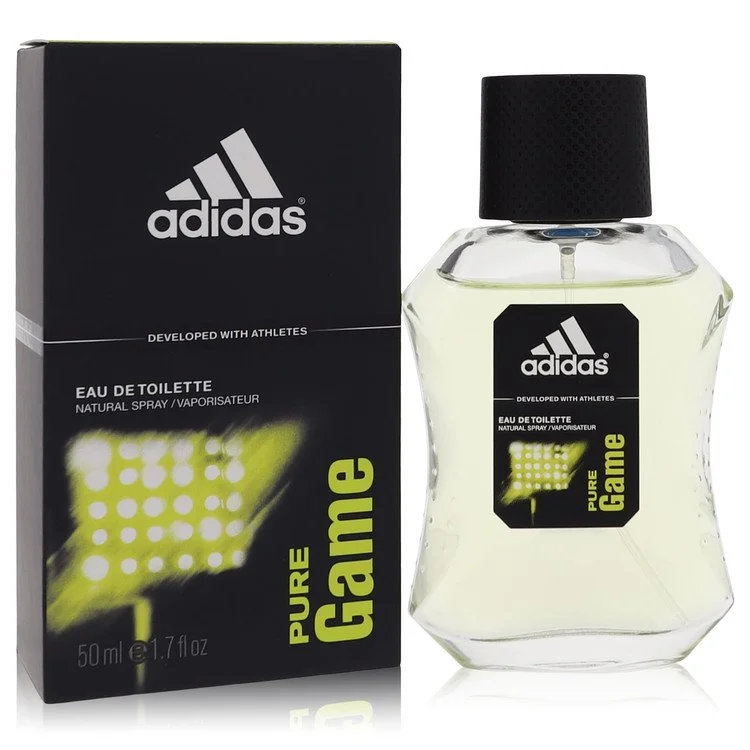 adidas
DEVELOPED WITH ATHLETES
EAU DE TOILETTE
NATURAL SPRAY / VAPORISATEUR
PURE
Game
50 ml e 1.7 fl oz
adidas
DEVELOPED WITH ATHLETES
EAU DE TOILETTE
NATURAL SPRAY / VAPORISATEUR
PURE
Game